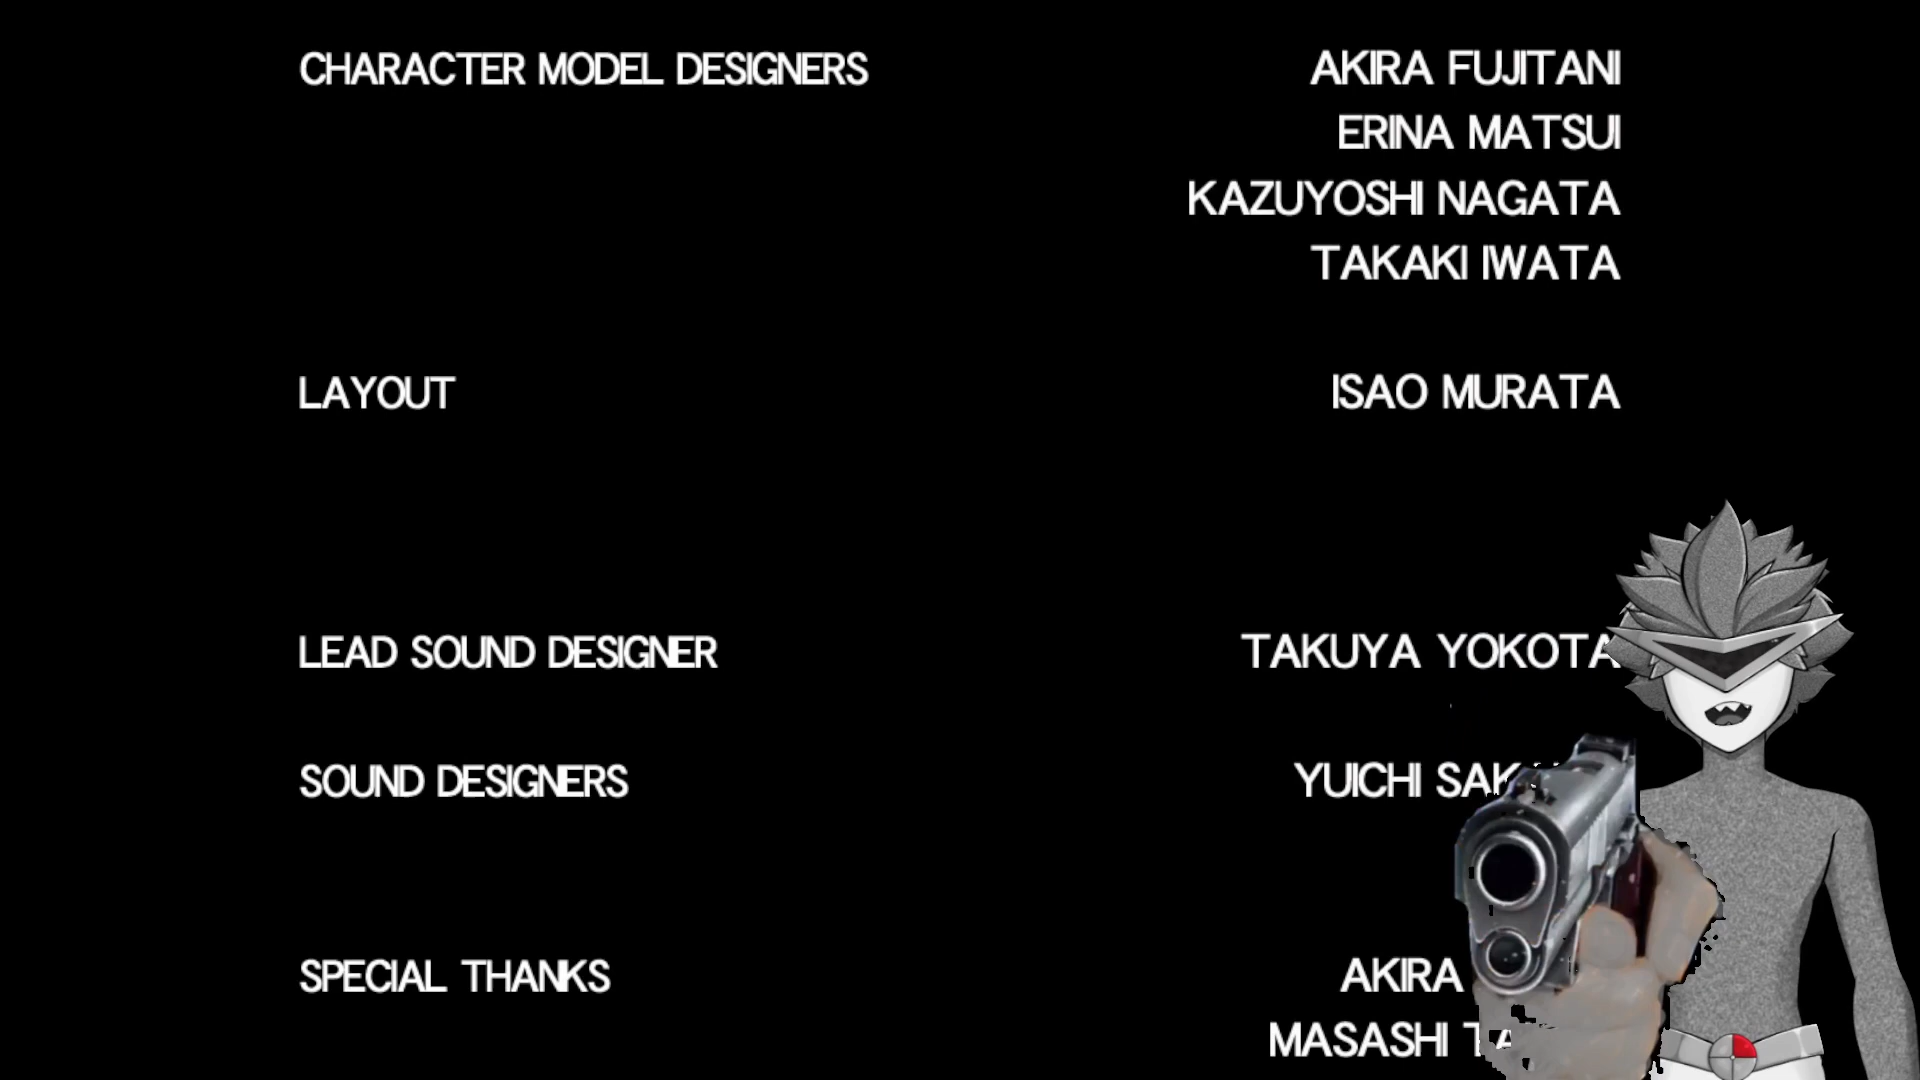 CHARACTER MODEL DESIGNERS AKIRA FUJITANI
ERINA MATSUI
KAZUYOSHI NAGATA
TAKAKI IWATA
LAYOUT ISAO MURATA
LEAD SOUND DESIGNER TAKUYA YOKOTA
SOUND DESIGNERS YUICHI
SPECIAL THANKS AKIRA
MASASHI